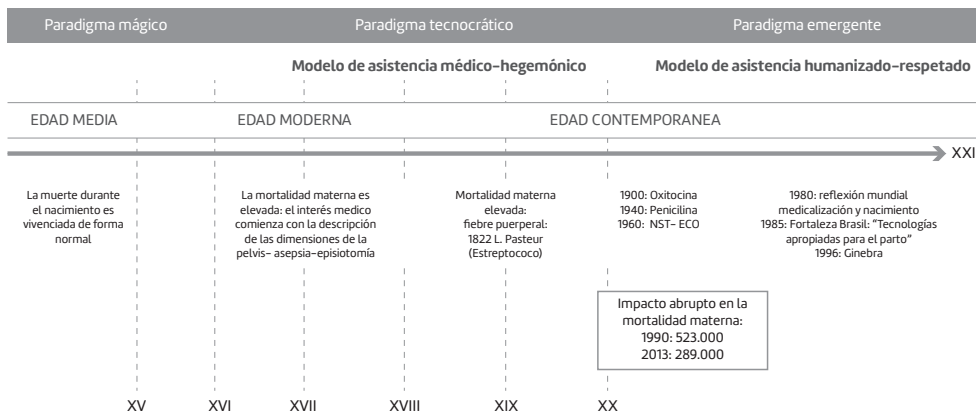 Paradigma mágico
Paradigma tecnocrático
Paradigma emergente
Modelo de asistencia médico-hegemónico
Modelo de asistencia humanizado-respetado
EDAD MEDIA
EDAD MODERNA
EDAD CONTEMPORANEA
XXI
La muerte durante
el nacimiento es
vivenciada de forma
normal
La mortalidad materna es
elevada: el interés medico
comienza con la descripción
de las dimensiones de la
pelvis- asepsia-episiotomía
Mortalidad materna
elevada:
fiebre puerperal:
1822 L. Pasteur
(Estreptococo)
1900: Oxitocina
1940: Penicilina
1960: NST- ECO
1980: reflexión mundial
medicalización y nacimiento
1985: Fortaleza Brasil: “Tecnologías
apropiadas para el parto”
1996: Ginebra
Impacto abrupto en la
mortalidad materna:
1990: 523.000
2013: 289.000
XV
XVI
XVII
XVIII
XIX
XX